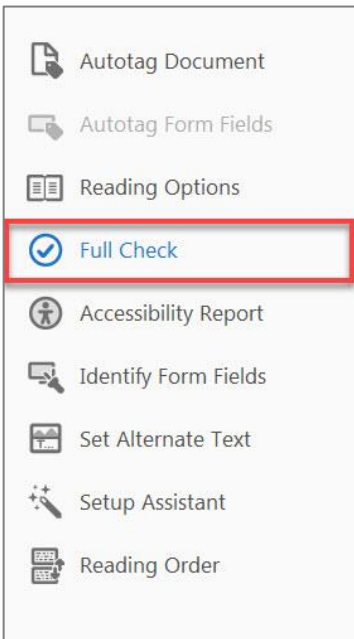 Autotag Document
Autotag Form Fields
Reading Options
Full Check
Accessibility Report
Identify Form Fields
Set Alternate Text
Setup Assistant
Reading Order